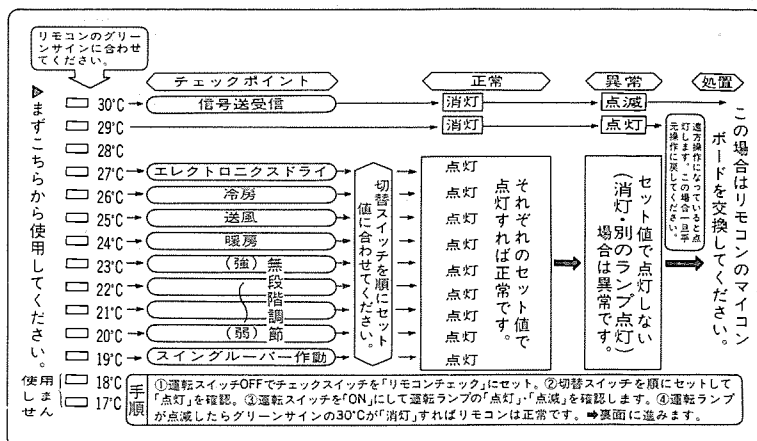 リモコンのグリー
ンサインに合わせ
てください。
▶まずこちらから使用してください。
チェックポイント
正常
異常
処置
30℃
信号送受信
消灯
点滅
29℃
消灯
点灯
28℃
27℃
エレクトロニクスドライ
点灯
26℃
冷房
点灯
25℃
送風
点灯
24℃
暖房
点灯
23℃
(強)
点灯
22℃
点灯
21℃
点灯
20℃
(弱)
点灯
無段階調節
19℃
スイングルーバー作動
点灯
18℃
17℃
使用しません
切替スイッチを順にセット
値に合わせてください。
それぞれのセット値で
点灯すれば正常です。
セット値で点灯しない
(消灯・別のランプ点灯)
場合は異常です。
遠方操作になっていると点
灯します。この場合一旦手
元操作に戻してください。
この場合はリモコンのマイコン
ボードを交換してください。
手順
①運転スイッチOFFでチェックスイッチを「リモコンチェック」にセット。②切替スイッチを順にセットして
「点灯」を確認。③運転スイッチを「ON」にして運転ランプの「点灯」・「点滅」を確認します。④運転ランプ
が点滅したらグリーンサインの30℃が「消灯」すればリモコンは正常です。➡裏面に進みます。